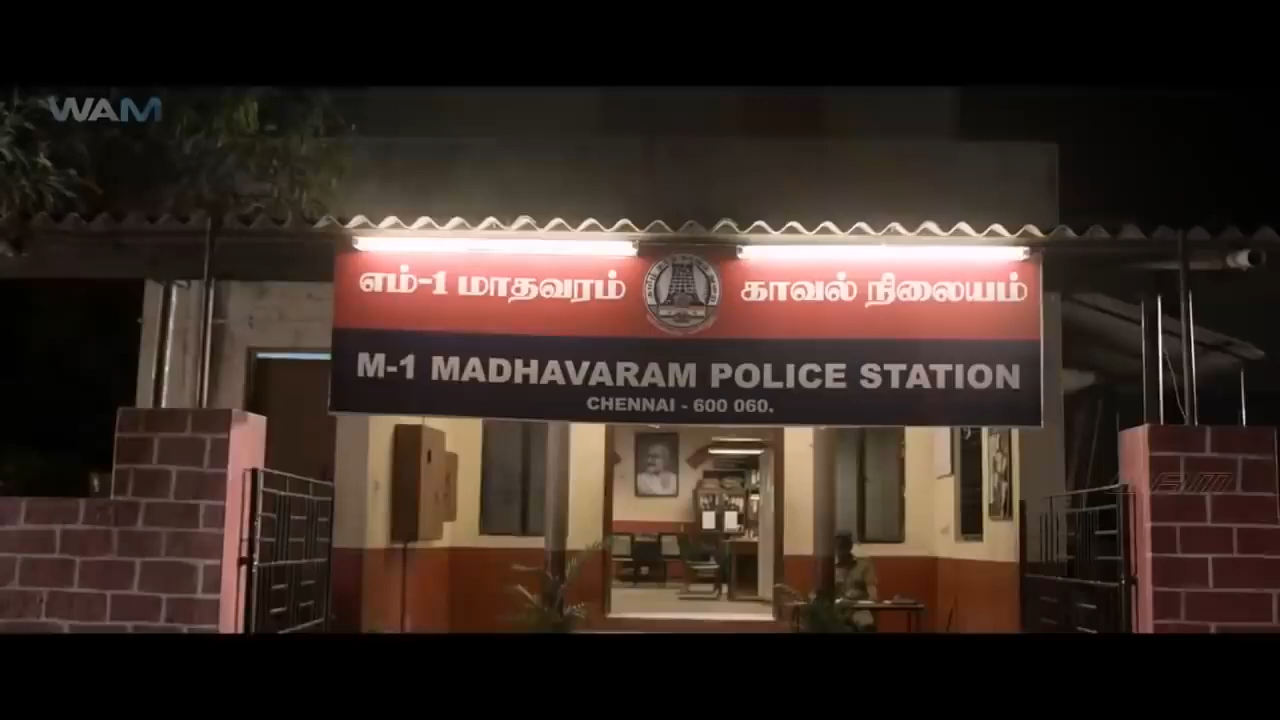 WAM
எம்-1 மாதவரம் காவல் நிலையம்
M-1 MADHAVARAM POLICE STATION
CHENNAI - 600 060.